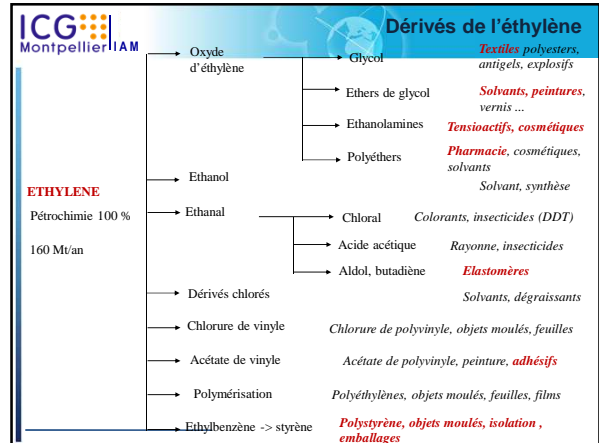 ICG
Montpellier IAM
Dérivés de l'éthylène
Oxyde
d'éthylène
Glycol
Textiles polyesters,
antigels, explosifs
Ethers de glycol
Solvants, peintures,
vernis ...
Ethanolamines
Tensioactifs, cosmétiques
Polyéthers
Pharmacie, cosmétiques,
solvants
ETHYLENE
Pétrochimie 100 %
160 Mt/an
Ethanol
Solvant, synthèse
Ethanal
Chloral
Colorants, insecticides (DDT)
Acide acétique
Rayonne, insecticides
Aldol, butadiène
Elastomères
Dérivés chlorés
Solvants, dégraissants
Chlorure de vinyle
Chlorure de polyvinyle, objets moulés, feuilles
Acétate de vinyle
Acétate de polyvinyle, peinture, adhésifs
Polymérisation
Polyéthylènes, objets moulés, feuilles, films
Ethylbenzène -> styrène
Polystyrène, objets moulés, isolation ,
emballages